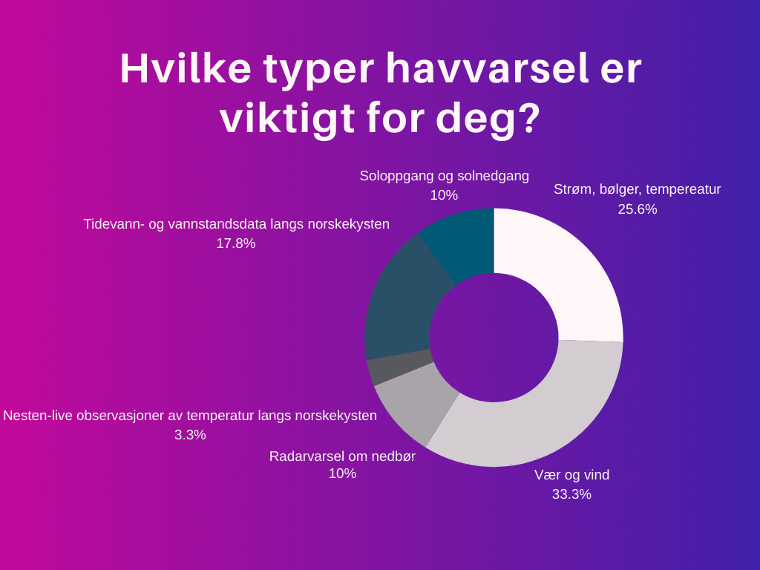 Hvilke typer havvarsel er
viktigt for deg?
Soloppgang og solnedgang
10%
Strøm, bølger, tempereatur
25.6%
Tidevann- og vannstandsdata langs norskekysten
17.8%
Nesten-live observasjoner av temperatur langs norskekysten
3.3%
Radarvarsel om nedbør
10%
Vær og vind
33.3%